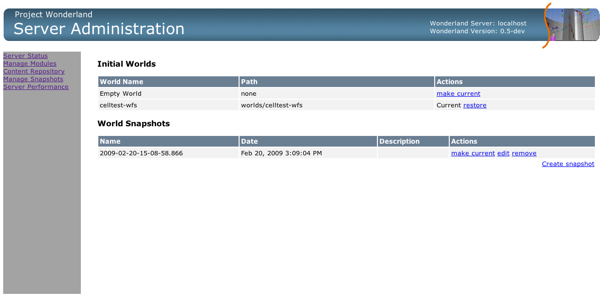 Project Wonderland
Server Administration
Wonderland Server: localhost
Wonderland Version: 0.5-dev
Server Status
Manage Modules
Content Repository
Manage Snapshots
Server Performance
Initial Worlds
World Name Path Actions
Empty World none make current
celltest-wfs worlds/celltest-wfs Current restore
World Snapshots
Name Date Description Actions
2009-02-20-15-08-58.866 Feb 20, 2009 3:09:04 PM make current edit remove
Create snapshot